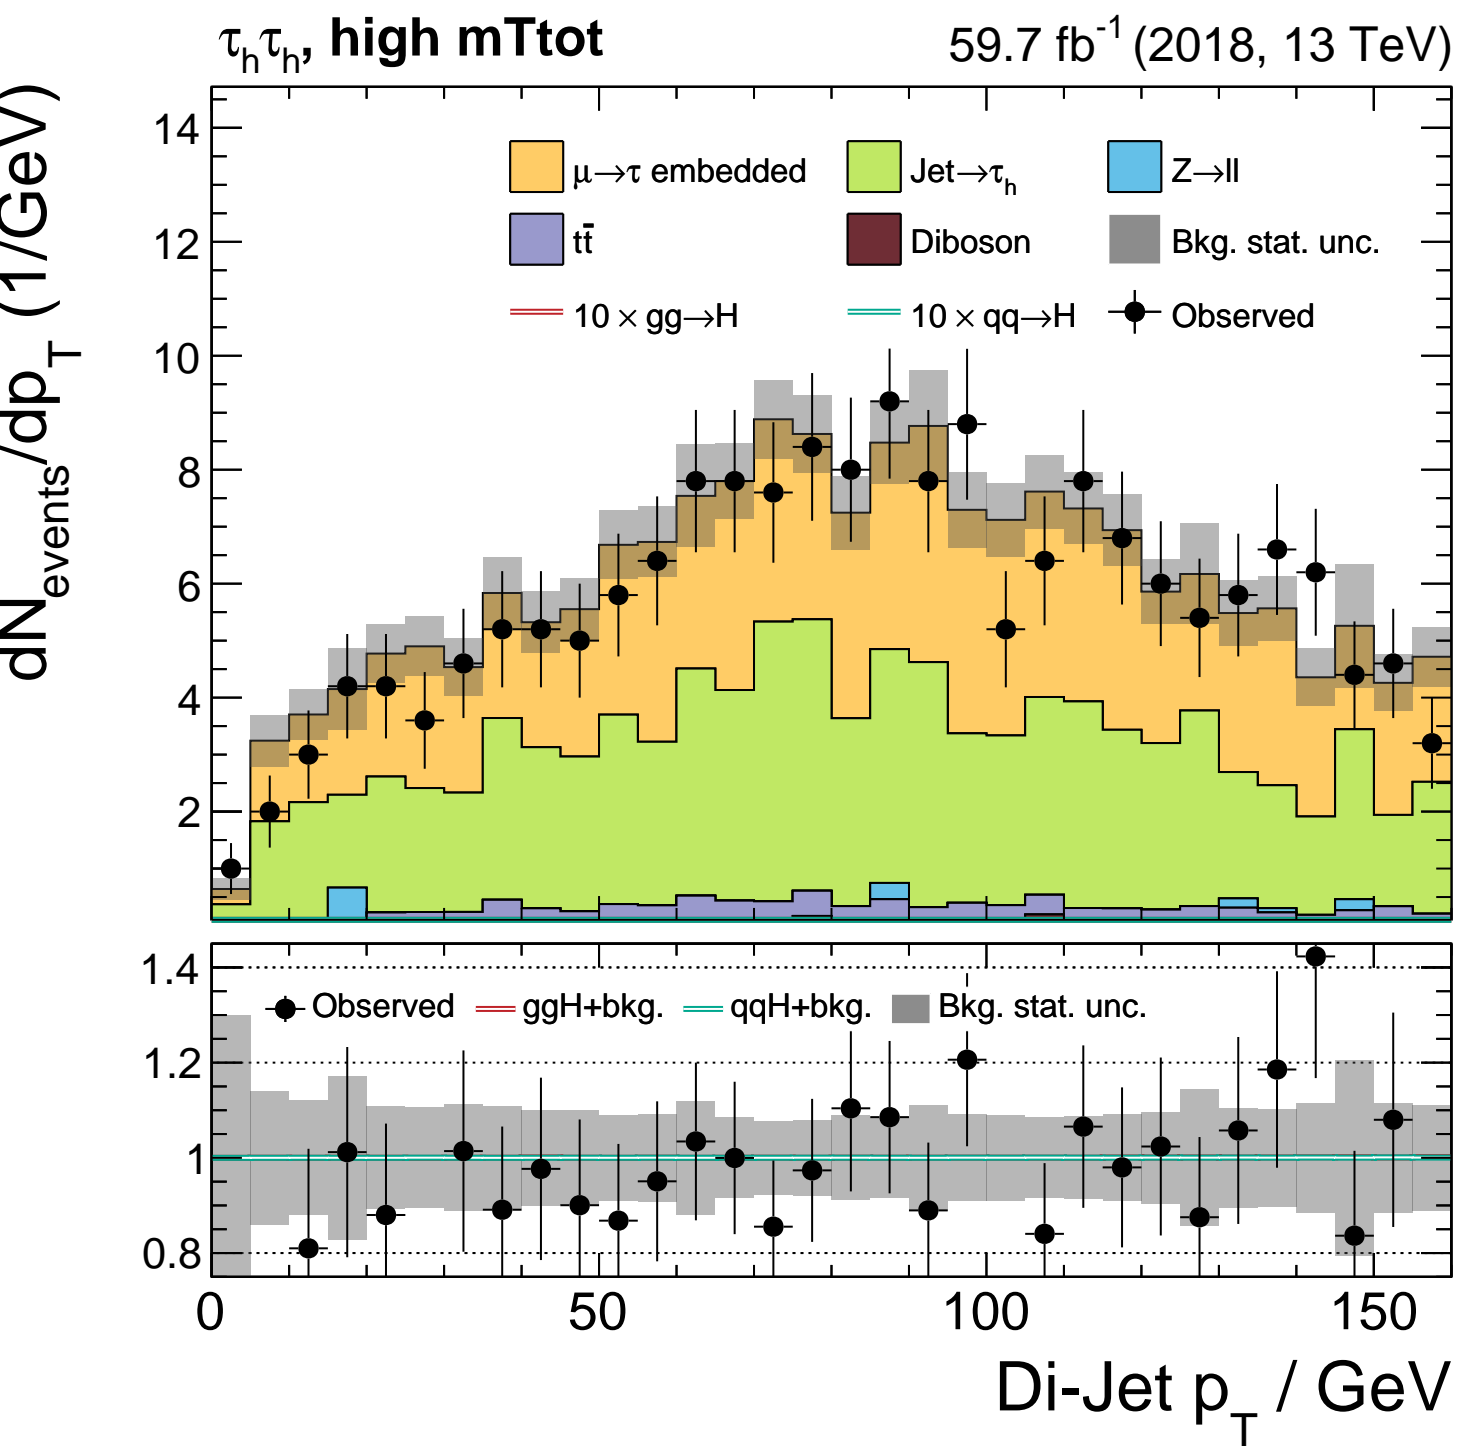 τhτh, high mTtot
59.7 fb-1 (2018, 13 TeV)
dNevents/dpT (1/GeV)
14
12
10
8
6
4
2
μ→τ embedded
Jet→τh
Z→ll
tt̄
Diboson
Bkg. stat. unc.
10 × gg→H
10 × qq→H
Observed
1.4
1.2
1
0.8
Observed
ggH+bkg.
qqH+bkg.
Bkg. stat. unc.
0
50
100
150
Di-Jet pT / GeV